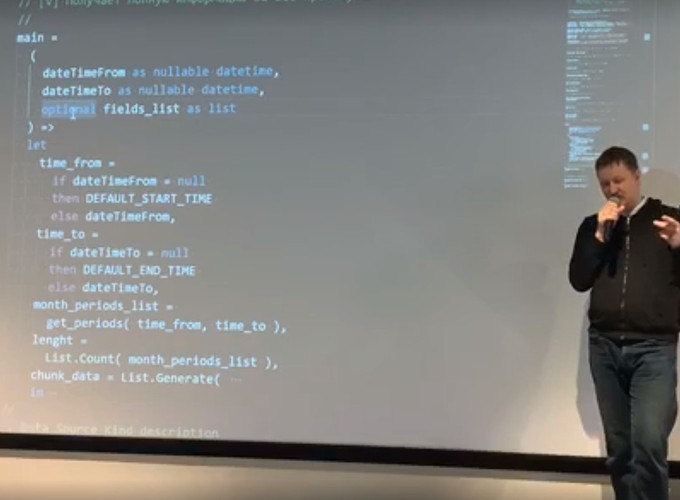 // [V] Получает полную информацию
//
main =
(
dateTimeFrom as nullable datetime,
dateTimeTo as nullable datetime,
optional fields_list as list
) =>
let
time_from =
if dateTimeFrom = null
then DEFAULT_START_TIME
else dateTimeFrom,
time_to =
if dateTimeTo = null
then DEFAULT_END_TIME
else dateTimeTo,
month_periods_list =
get_periods( time_from, time_to ),
lenght =
List.Count( month_periods_list ),
chunk_data = List.Generate( ...
in ...
//
Data Source Kind description